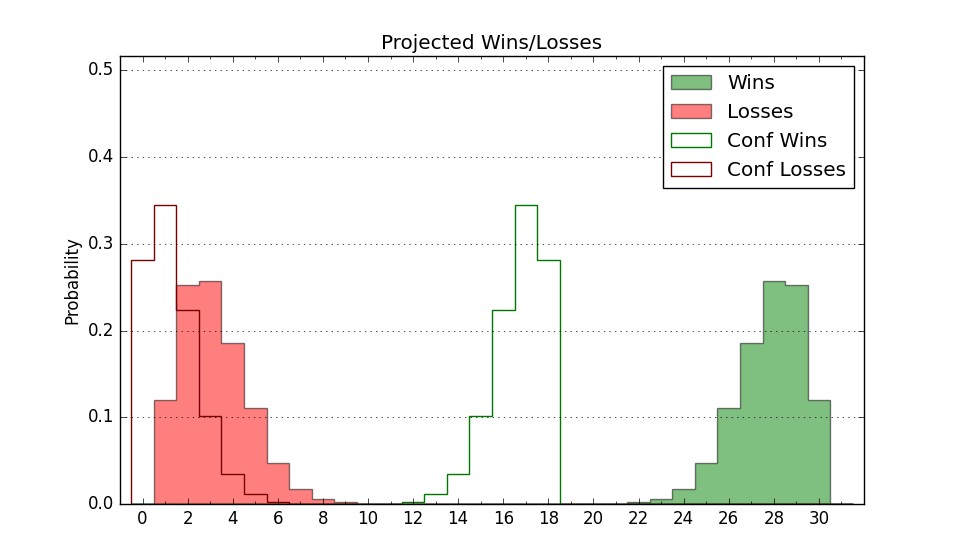 Projected Wins/Losses
0.5
0.4
0.3
0.2
0.1
0.0
Probability
Wins
Losses
Conf Wins
Conf Losses
0 2 4 6 8 10 12 14 16 18 20 22 24 26 28 30